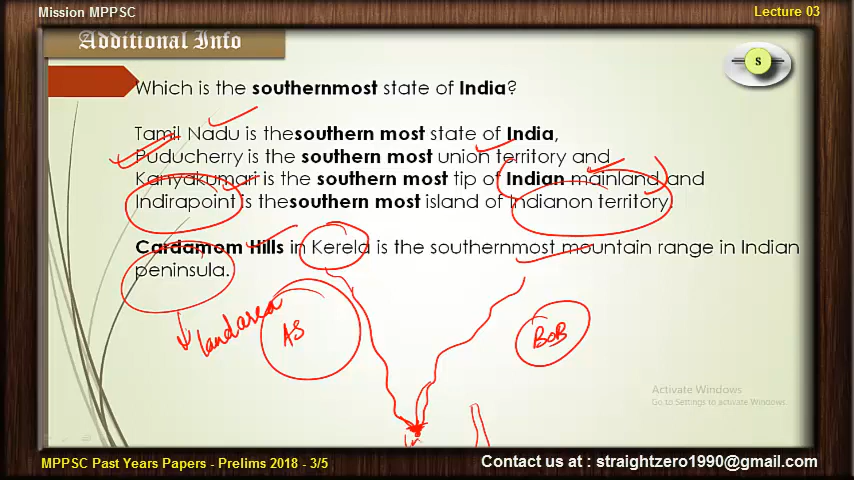 Mission MPPSC
Lecture 03
Additional Info
S
Which is the southernmost state of India?
Tamil Nadu is thesouthern most state of India,
Puducherry is the southern most union territory and
Kanyakumari is the southern most tip of Indian mainland and
Indirapoint is thesouthern most island of Indianon territory.
Cardamom Hills in Kerela is the southernmost mountain range in Indian
peninsula.
landarea
AS
BOB
Activate Windows
Go to Settings to activate Windows.
MPPSC Past Years Papers - Prelims 2018 - 3/5
Contact us at : straightzero1990@gmail.com